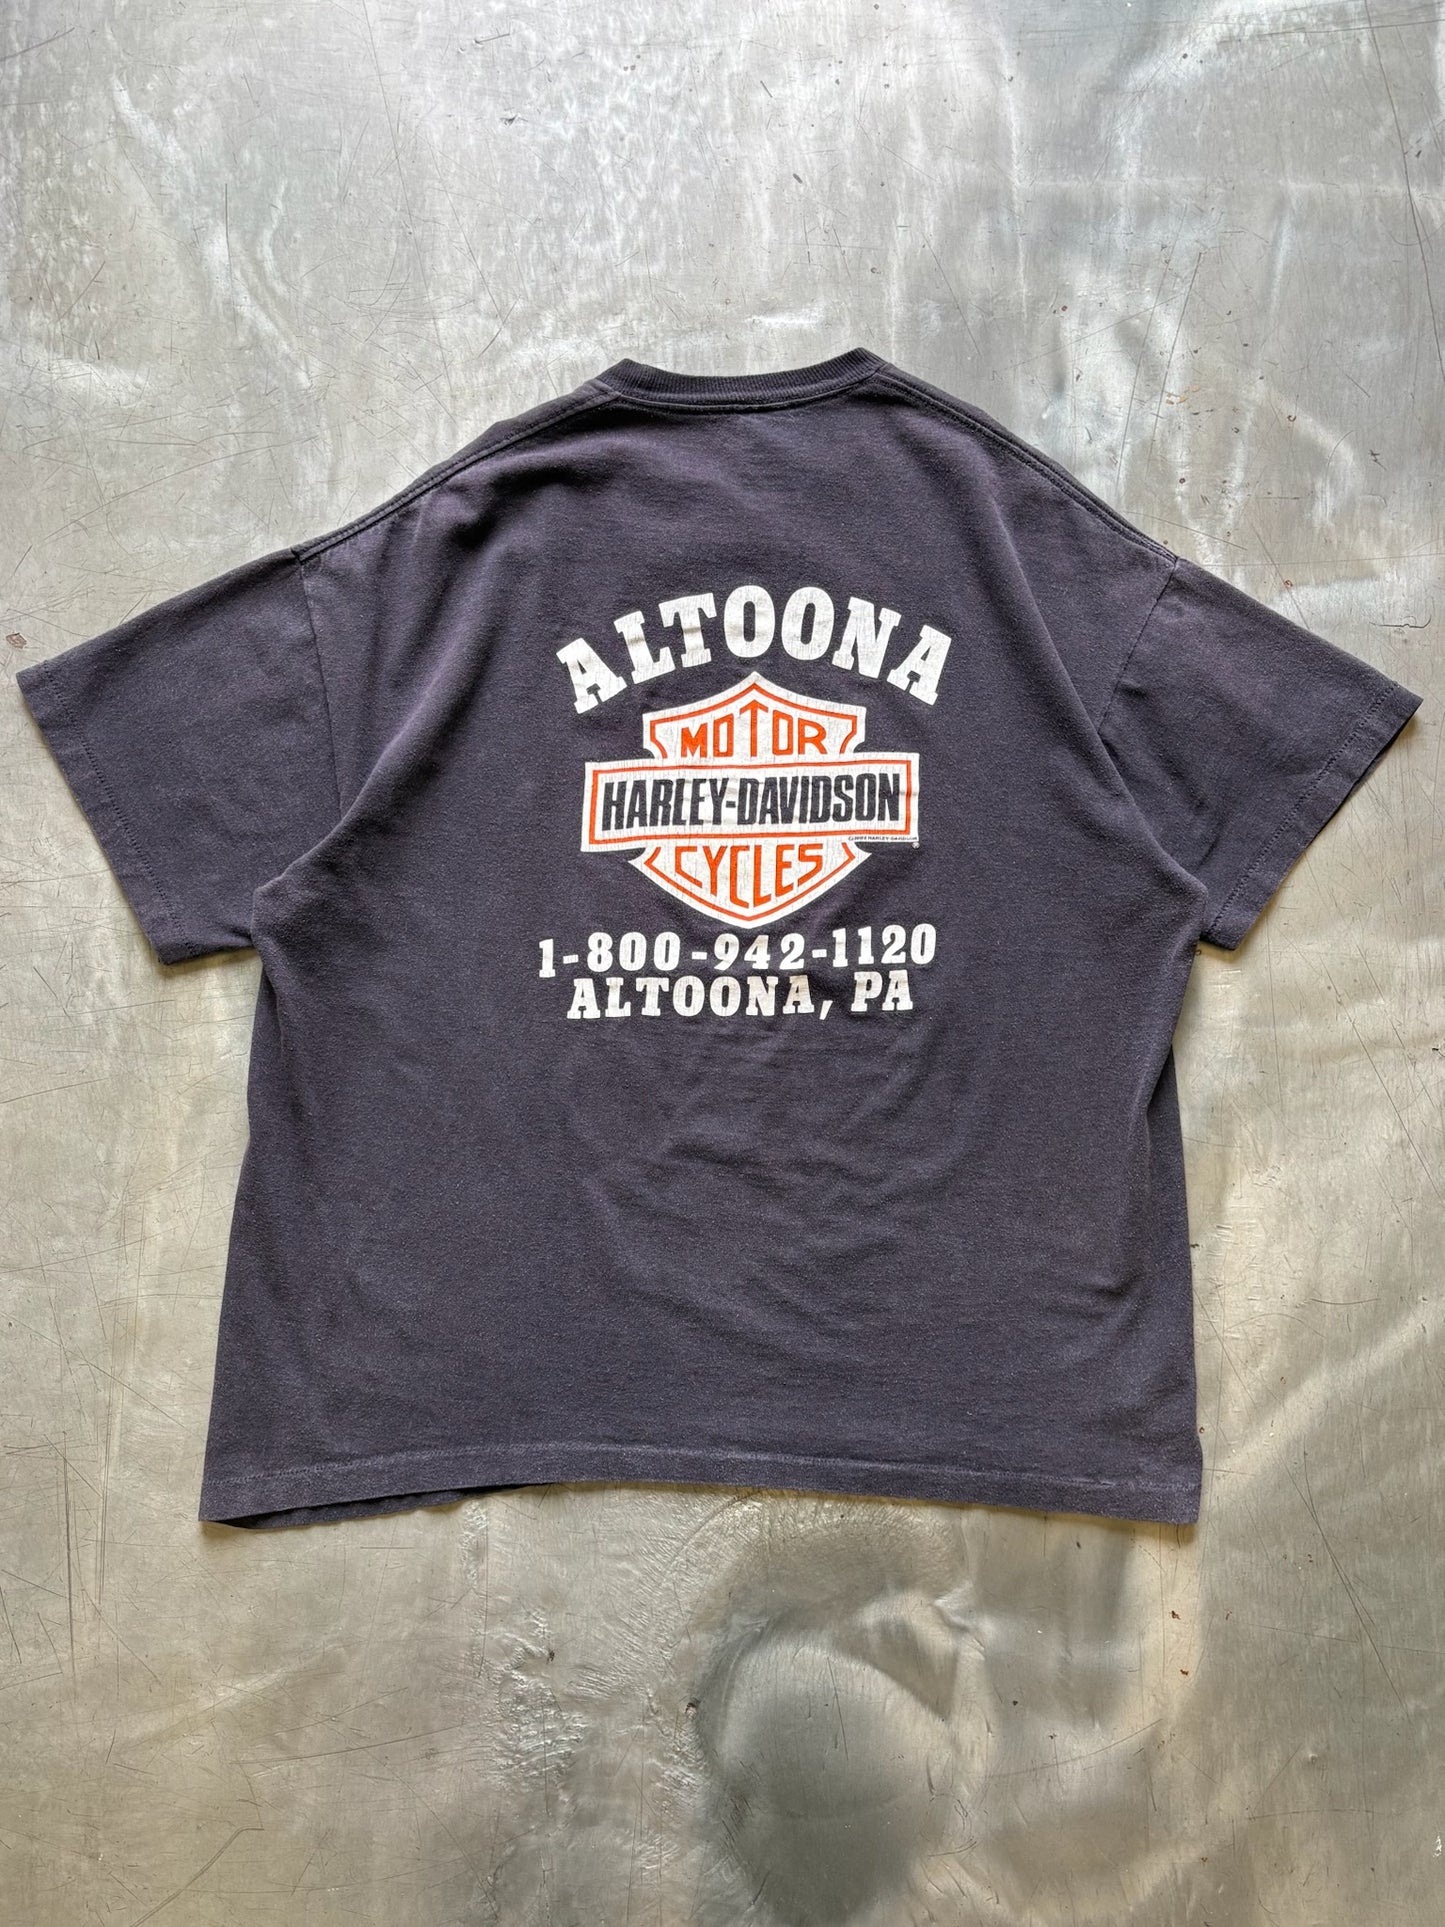 ALTOONA
MOTOR
HARLEY-DAVIDSON
CYCLES
1-800-942-1120
ALTOONA, PA